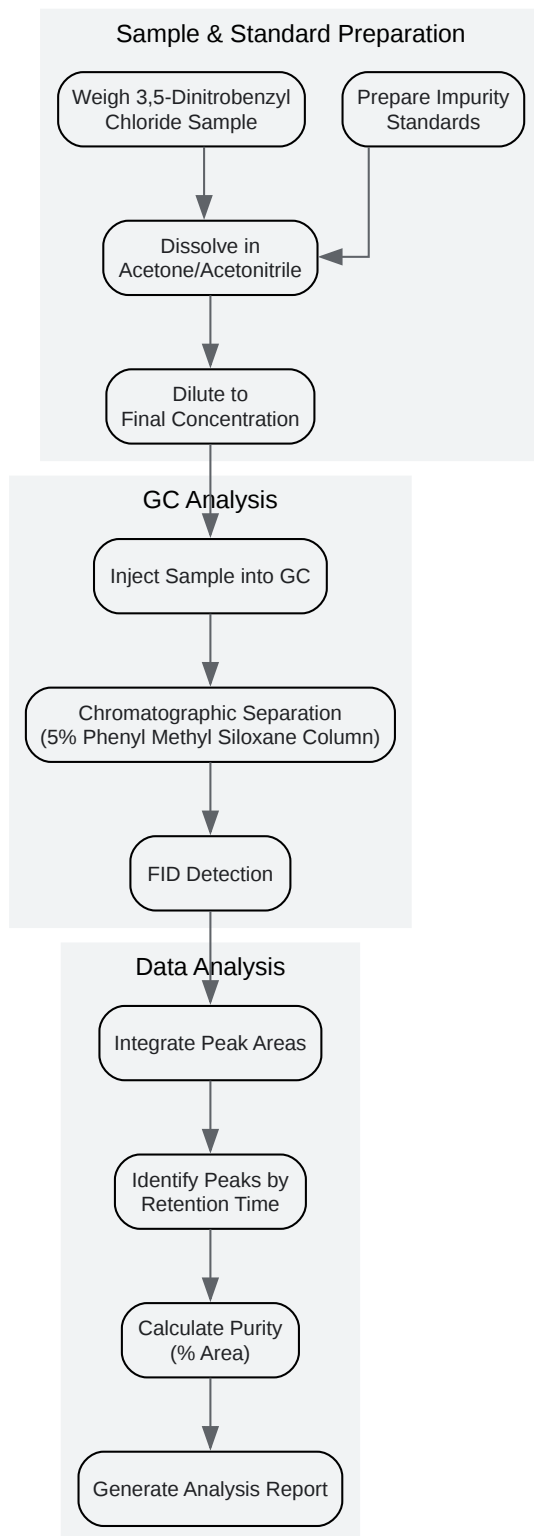 Sample & Standard Preparation
Weigh 3,5-Dinitrobenzyl
Chloride Sample
Prepare Impurity
Standards
Dissolve in
Acetone/Acetonitrile
Dilute to
Final Concentration
GC Analysis
Inject Sample into GC
Chromatographic Separation
(5% Phenyl Methyl Siloxane Column)
FID Detection
Data Analysis
Integrate Peak Areas
Identify Peaks by
Retention Time
Calculate Purity
(% Area)
Generate Analysis Report